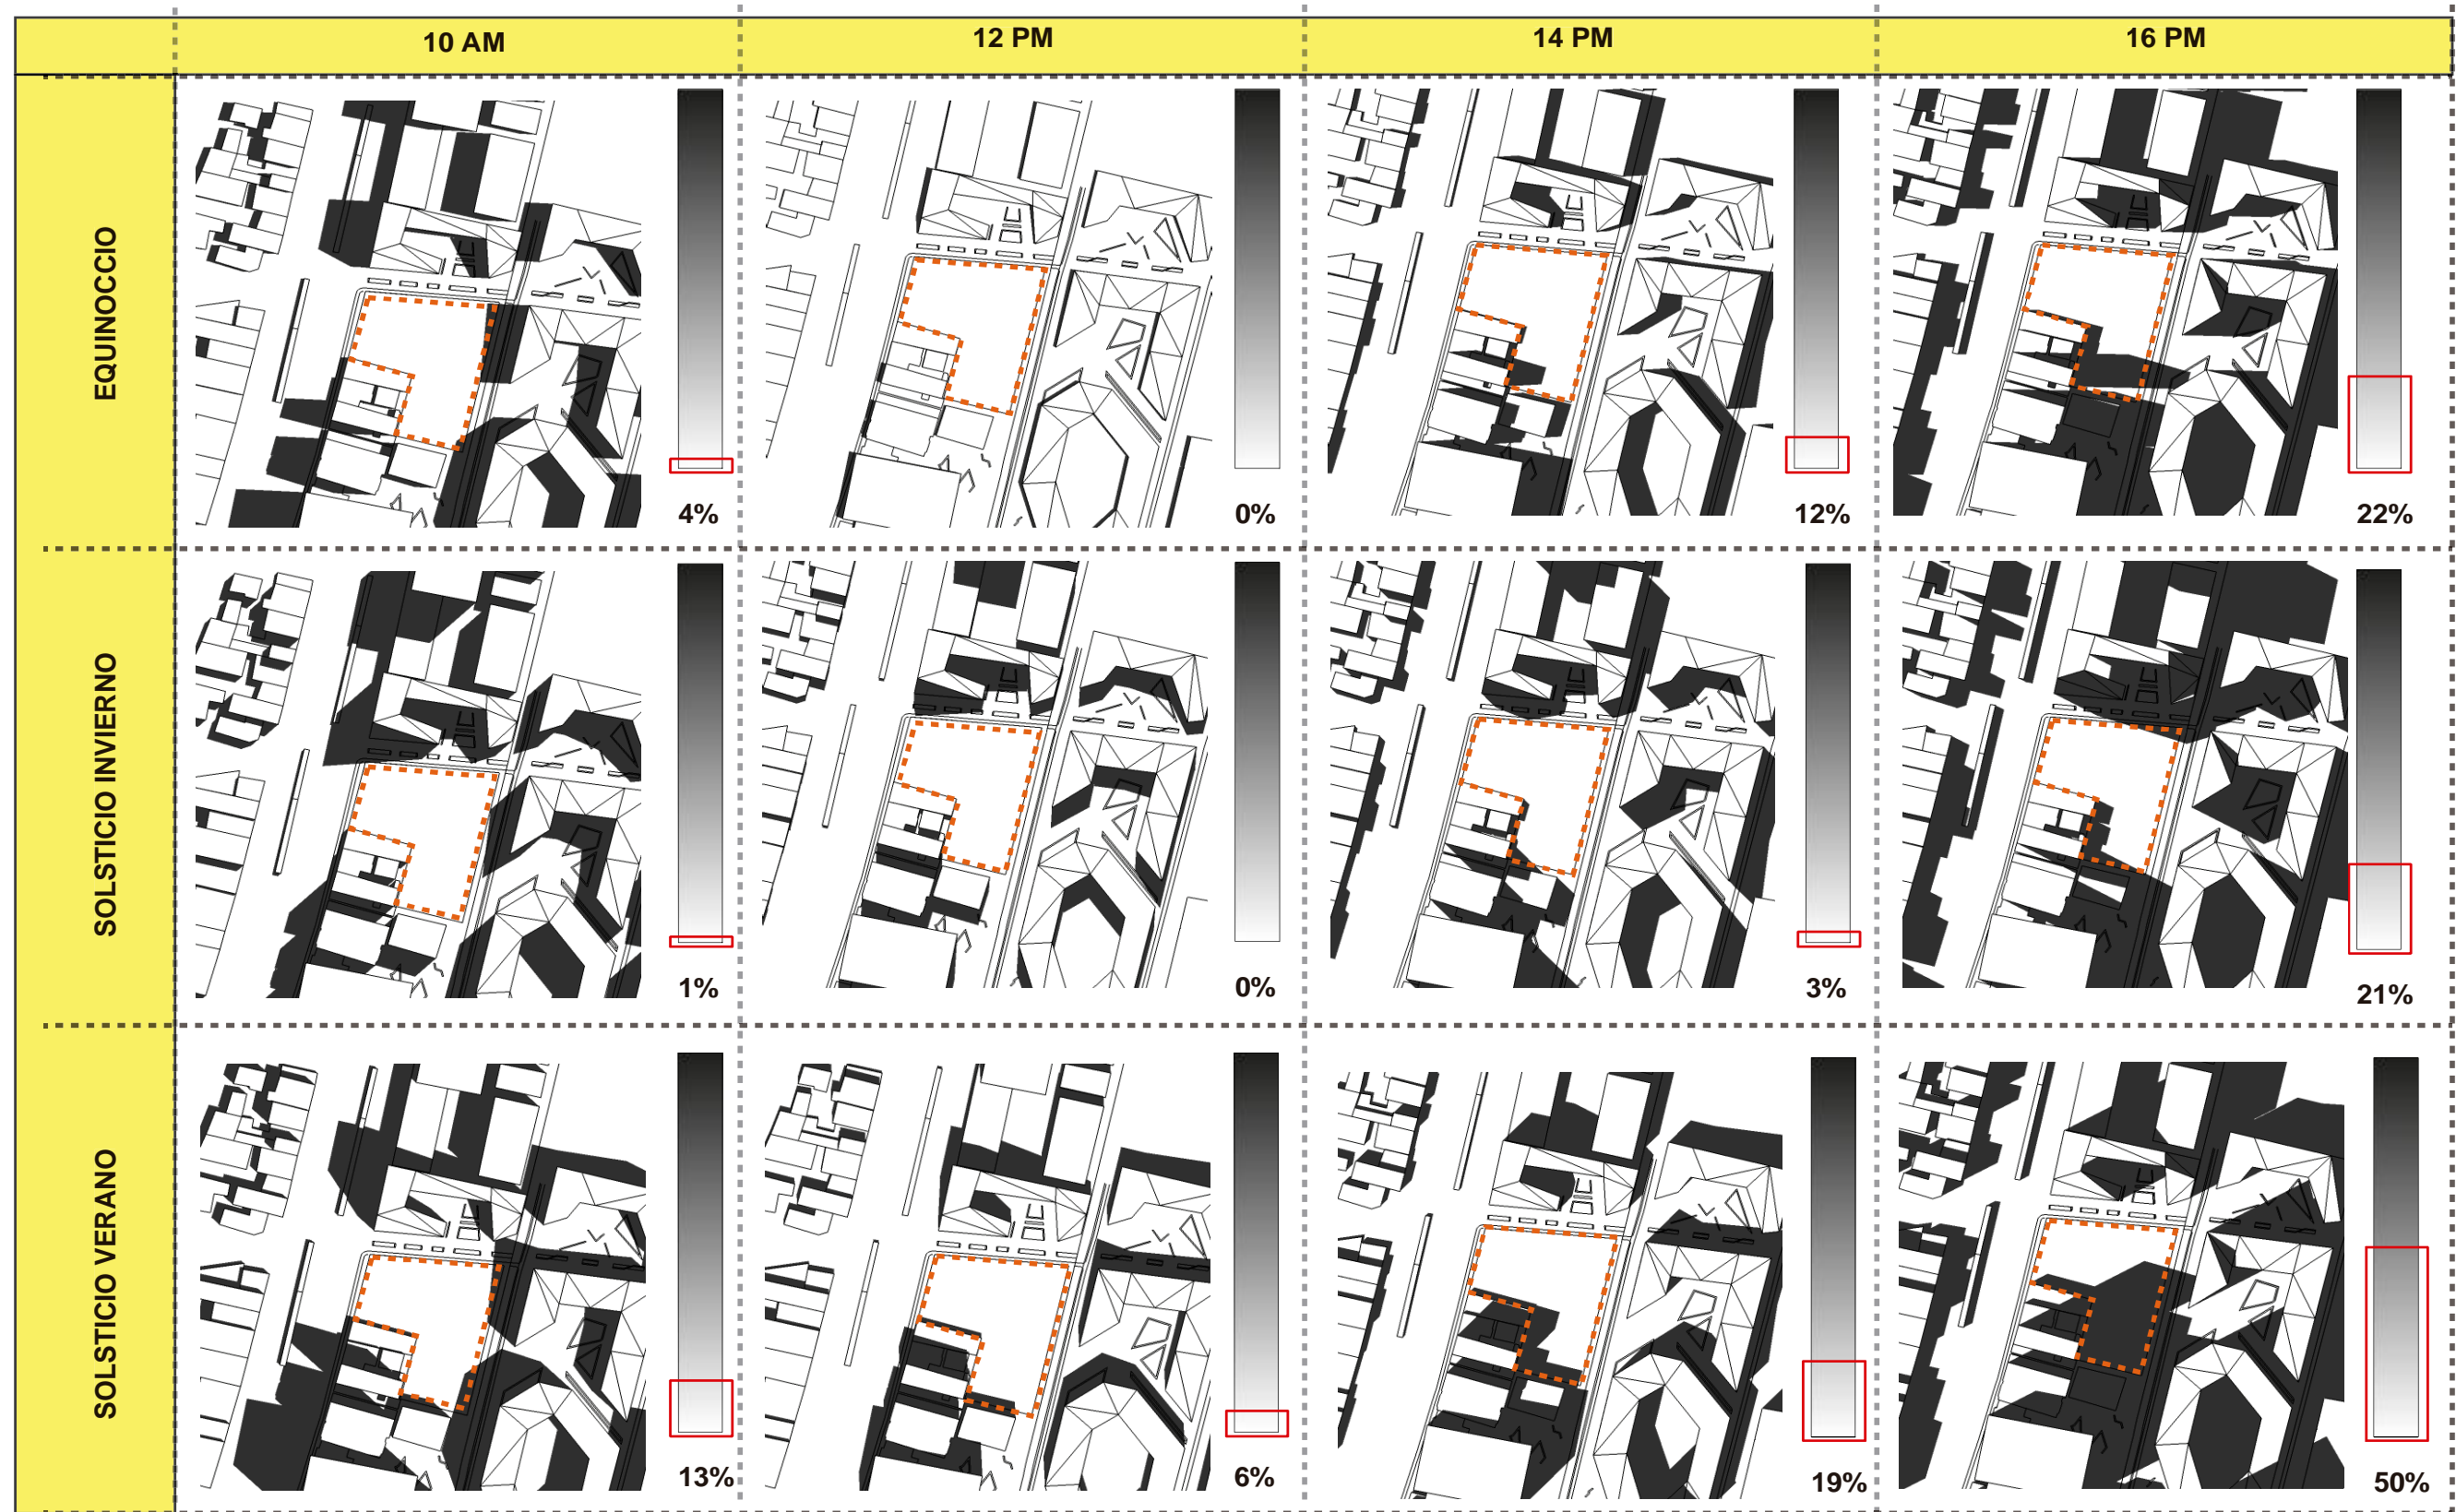 10 AM
12 PM
14 PM
16 PM
EQUINOCCIO
4%
0%
12%
22%
SOLSTICIO INVIERNO
1%
0%
3%
21%
SOLSTICIO VERANO
13%
6%
19%
50%